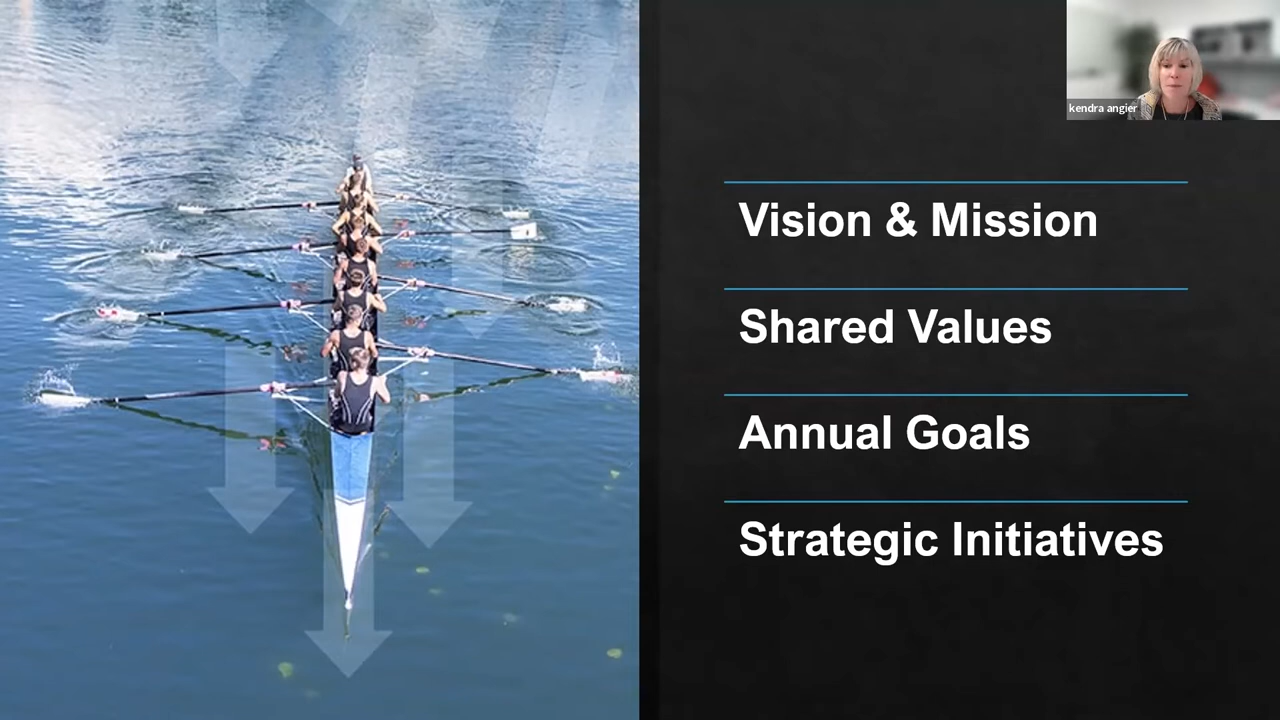 kendra angier
Vision & Mission
Shared Values
Annual Goals
Strategic Initiatives